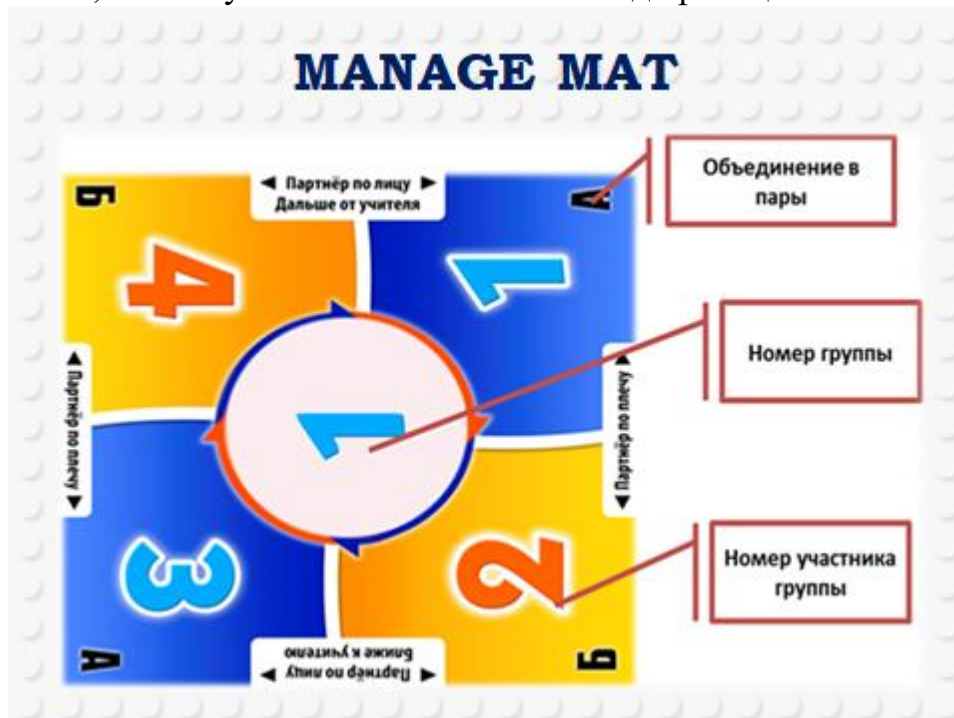 MANAGE MAT
Б
◄ Партнёр по лицу ►
Дальше от учителя
А
Объединение в
пары
4
1
◄ Партнёр по плечу ►
1
◄ Партнёр по плечу ►
Номер группы
3
2
Номер участника
группы
А
◄ Партнёр по лицу ►
Ближе к учителю
Б